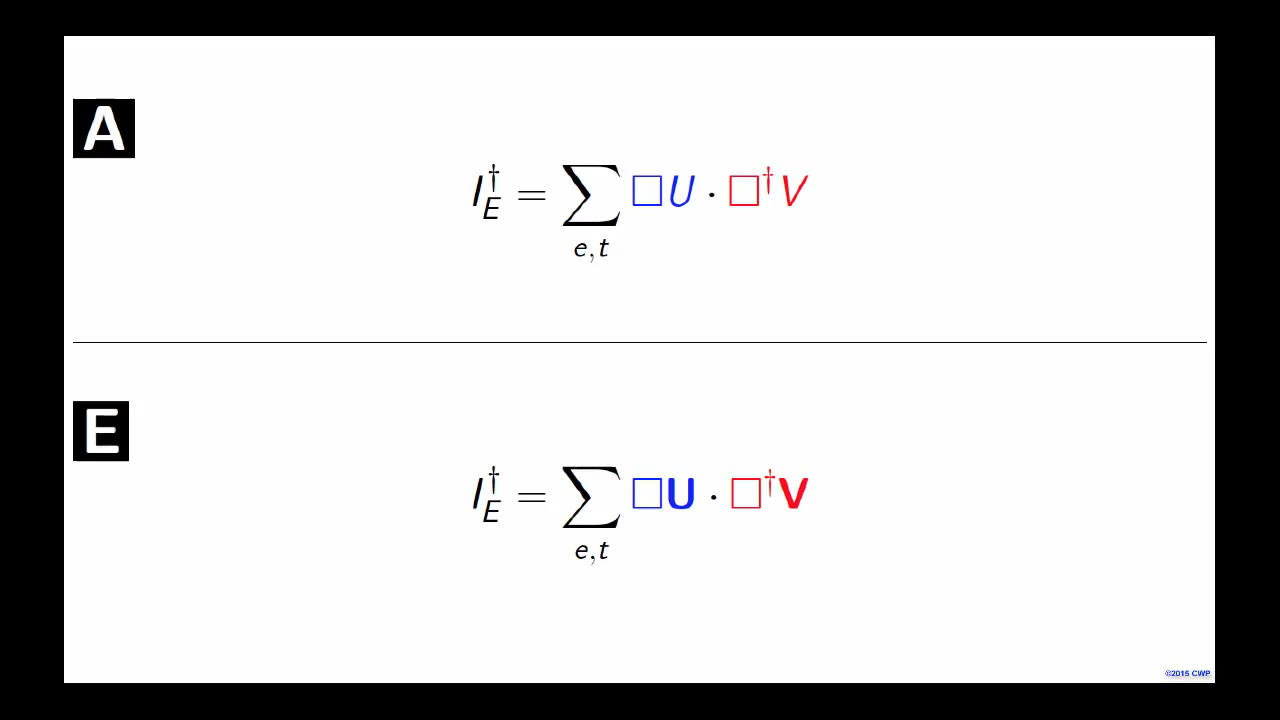 A
I_E^† = ∑_{e,t} □U · □^†V
E
I_E^† = ∑_{e,t} □𝐔 · □^†𝐕
©2015 CWP